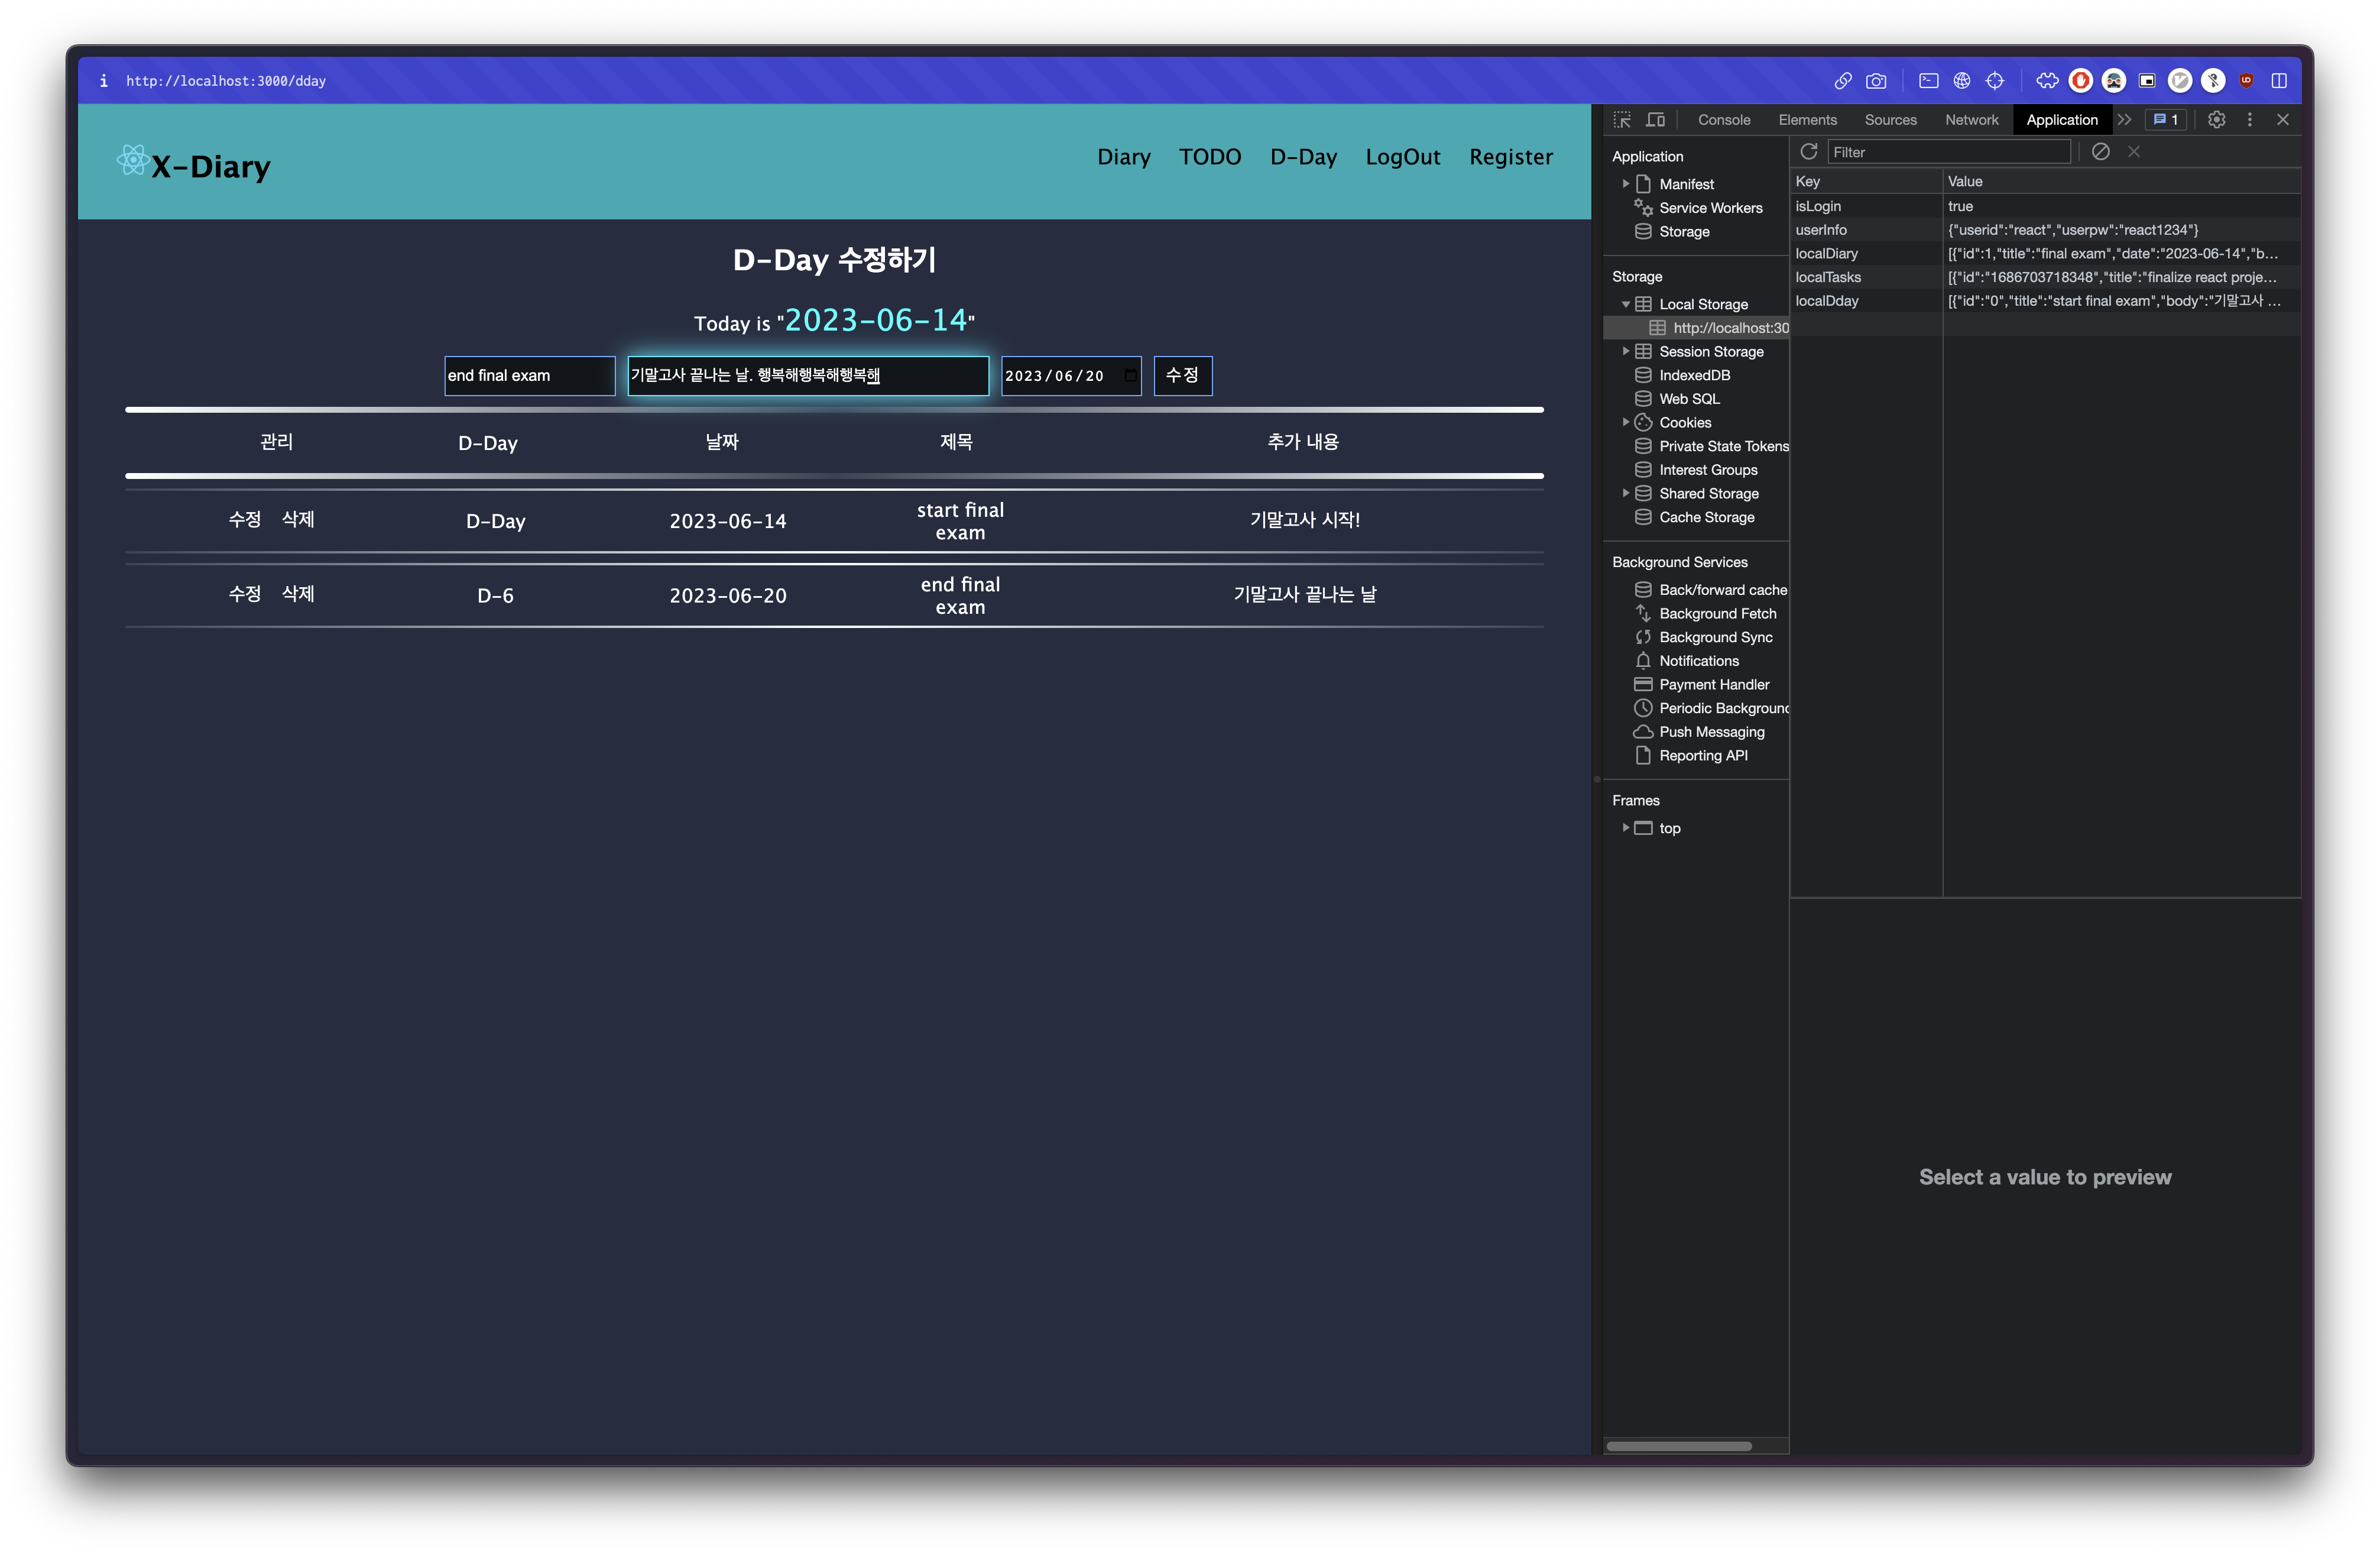 http://localhost:3000/dday
X-Diary
Diary TODO D-Day LogOut Register
D-Day 수정하기
Today is "2023-06-14"
end final exam 기말고사 끝나는 날. 행복해행복해행복해 2023/06/20 수정
관리 D-Day 날짜 제목 추가 내용
수정 삭제 D-Day 2023-06-14 start final exam 기말고사 시작!
수정 삭제 D-6 2023-06-20 end final exam 기말고사 끝나는 날
Console Elements Sources Network Application 1
Application
Manifest
Service Workers
Storage
Storage
Local Storage
http://localhost:30
Session Storage
IndexedDB
Web SQL
Cookies
Private State Tokens
Interest Groups
Shared Storage
Cache Storage
Background Services
Back/forward cache
Background Fetch
Background Sync
Notifications
Payment Handler
Periodic Background
Push Messaging
Reporting API
Frames
top
Filter
Key Value
isLogin true
userInfo {"userid":"react","userpw":"react1234"}
localDiary [{"id":1,"title":"final exam","date":"2023-06-14","b…
localTasks [{"id":"1686703718348","title":"finalize react proje…
localDday [{"id":"0","title":"start final exam","body":"기말고사 …
Select a value to preview